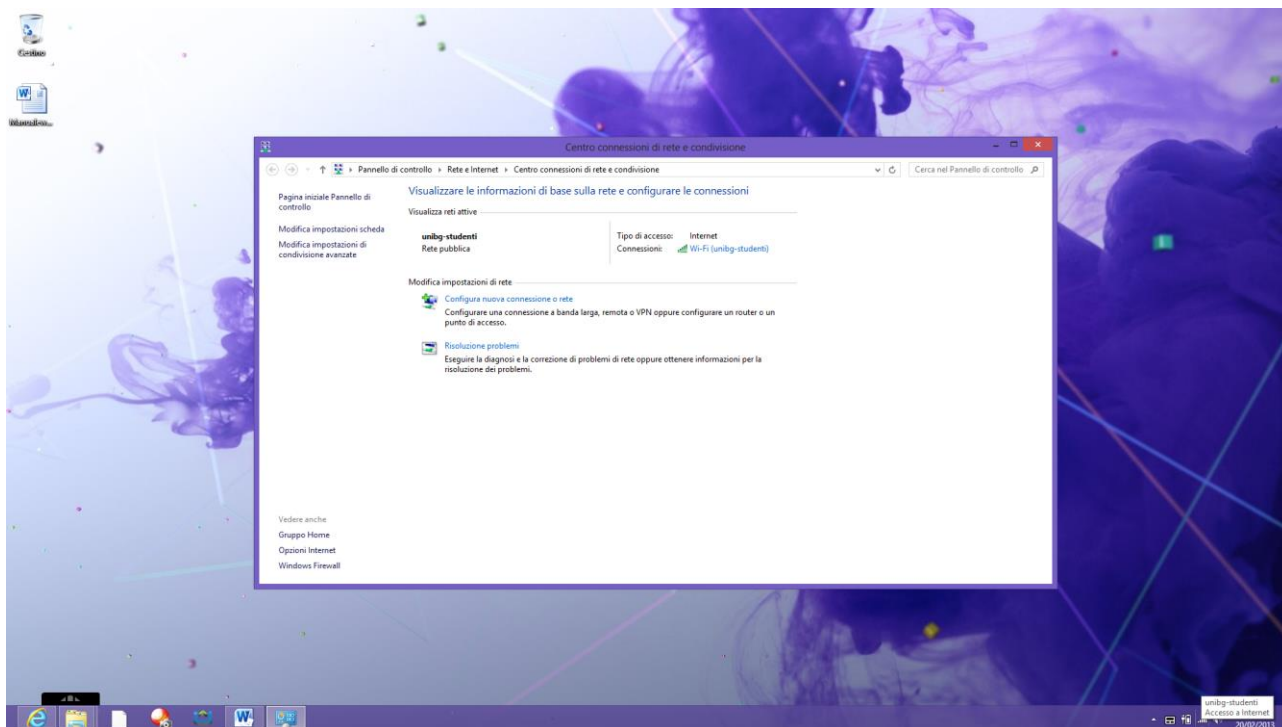 Cestino
Centro connessioni di rete e condivisione
Pannello di controllo
Rete e Internet
Centro connessioni di rete e condivisione
Cerca nel Pannello di controllo
Pagina iniziale Pannello di
controllo
Modifica impostazioni scheda
Modifica impostazioni di
condivisione avanzate
Visualizzare le informazioni di base sulla rete e configurare le connessioni
Visualizza reti attive
unibg-studenti
Rete pubblica
Tipo di accesso: Internet
Connessioni: Wi-Fi (unibg-studenti)
Modifica impostazioni di rete
Configura nuova connessione o rete
Configurare una connessione a banda larga, remota o VPN oppure configurare un router o un
punto di accesso.
Risoluzione problemi
Eseguire la diagnosi e la correzione di problemi di rete oppure ottenere informazioni per la
risoluzione dei problemi.
Vedere anche
Gruppo Home
Opzioni Internet
Windows Firewall
unibg-studenti
Accesso a Internet
20/02/2013